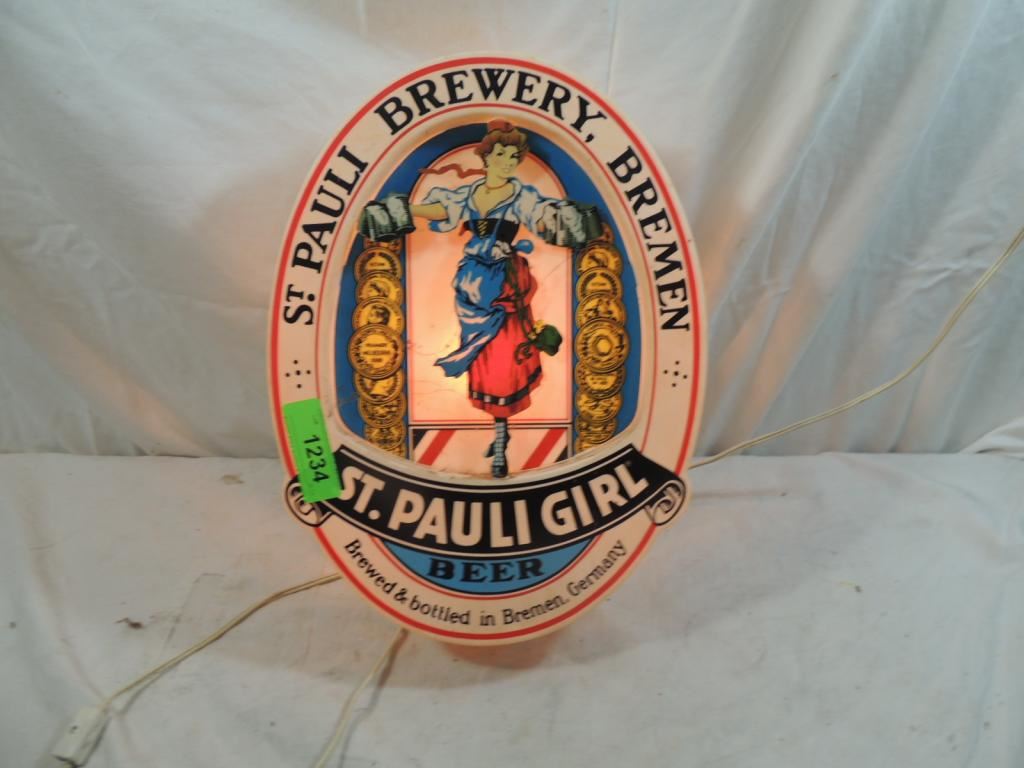 ST. PAULI BREWERY, BREMEN
1234
ST. PAULI GIRL
BEER
Brewed & bottled in Bremen, Germany